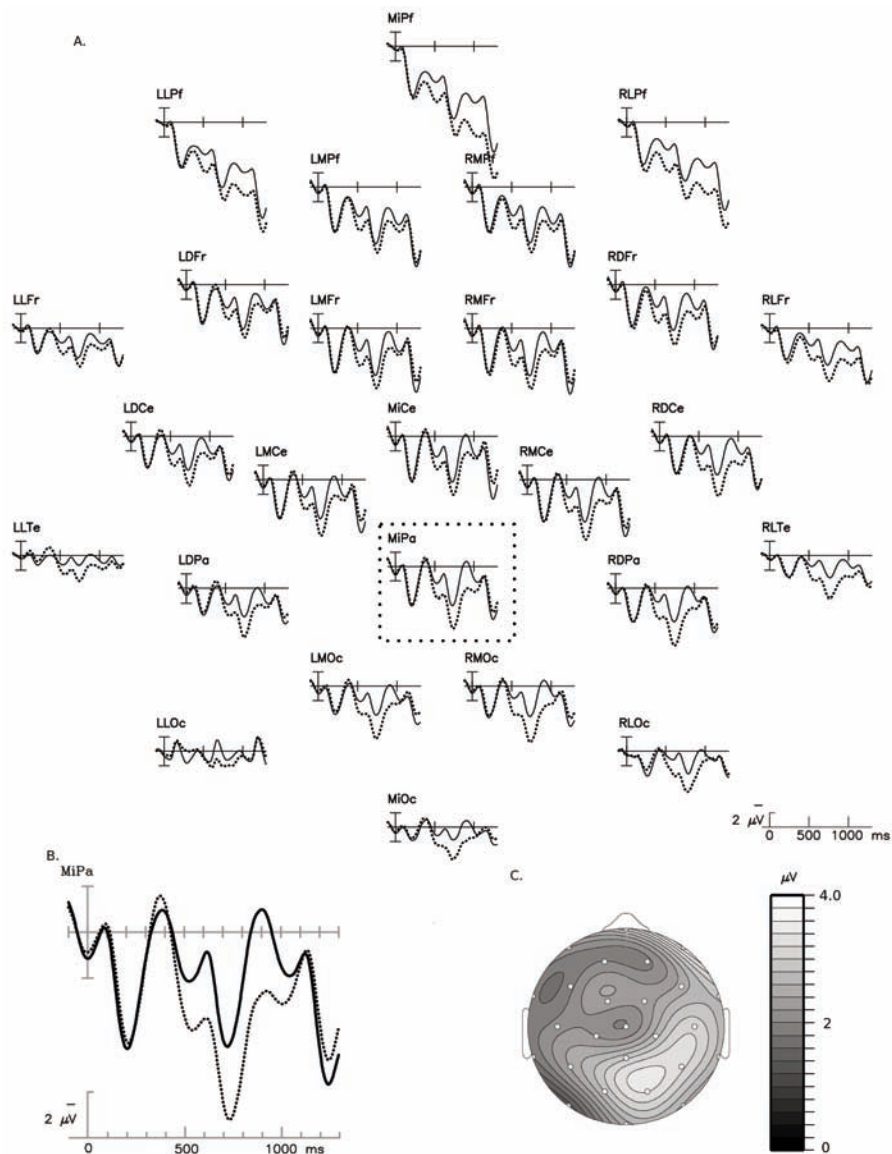 A.
MiPf
LLPf
RLPf
LMPf
RMPf
LDFr
RDFr
LLFr
LMFr
RMFr
RLFr
LDCe
MiCe
RDCe
LMCe
RMCe
LLTe
MiPa
RLTe
LDPa
RDPa
LMOc
RMOc
LLOc
RLOc
MiOc
2 μV
0 500 1000 ms
B.
MiPa
2 μV
0 500 1000 ms
C.
μV
4.0
2
0